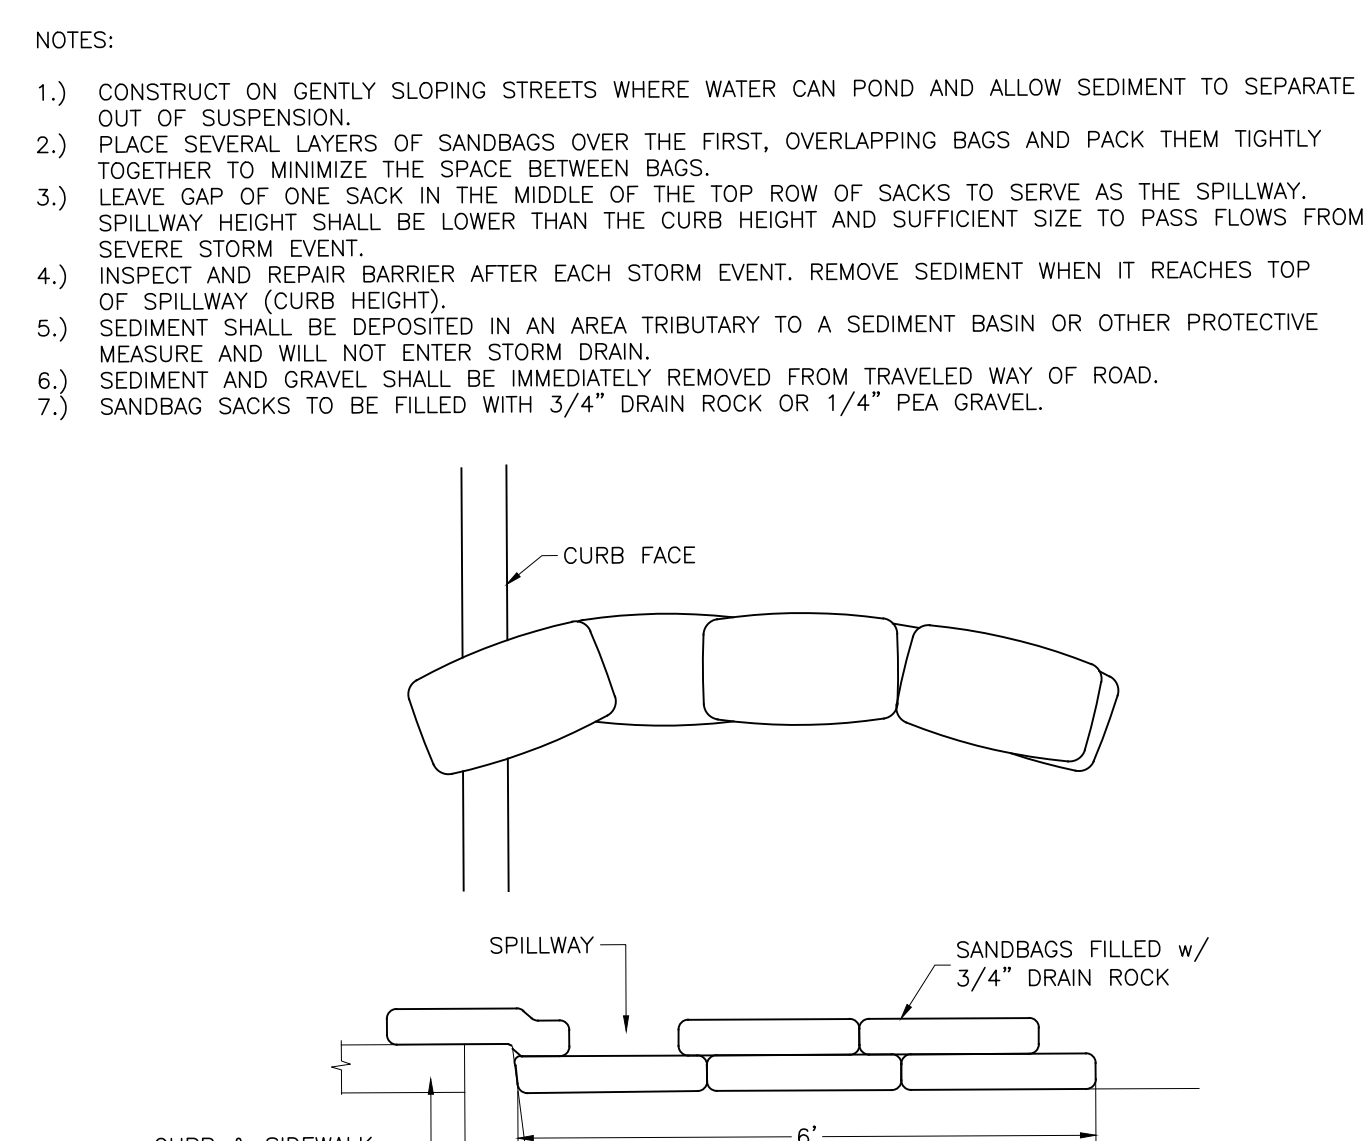 NOTES:
1.) CONSTRUCT ON GENTLY SLOPING STREETS WHERE WATER CAN POND AND ALLOW SEDIMENT TO SEPARATE
OUT OF SUSPENSION.
2.) PLACE SEVERAL LAYERS OF SANDBAGS OVER THE FIRST, OVERLAPPING BAGS AND PACK THEM TIGHTLY
TOGETHER TO MINIMIZE THE SPACE BETWEEN BAGS.
3.) LEAVE GAP OF ONE SACK IN THE MIDDLE OF THE TOP ROW OF SACKS TO SERVE AS THE SPILLWAY.
SPILLWAY HEIGHT SHALL BE LOWER THAN THE CURB HEIGHT AND SUFFICIENT SIZE TO PASS FLOWS FROM
SEVERE STORM EVENT.
4.) INSPECT AND REPAIR BARRIER AFTER EACH STORM EVENT. REMOVE SEDIMENT WHEN IT REACHES TOP
OF SPILLWAY (CURB HEIGHT).
5.) SEDIMENT SHALL BE DEPOSITED IN AN AREA TRIBUTARY TO A SEDIMENT BASIN OR OTHER PROTECTIVE
MEASURE AND WILL NOT ENTER STORM DRAIN.
6.) SEDIMENT AND GRAVEL SHALL BE IMMEDIATELY REMOVED FROM TRAVELED WAY OF ROAD.
7.) SANDBAG SACKS TO BE FILLED WITH 3/4" DRAIN ROCK OR 1/4" PEA GRAVEL.
CURB FACE
SPILLWAY
SANDBAGS FILLED w/
3/4" DRAIN ROCK
CURB & SIDEWALK
6'